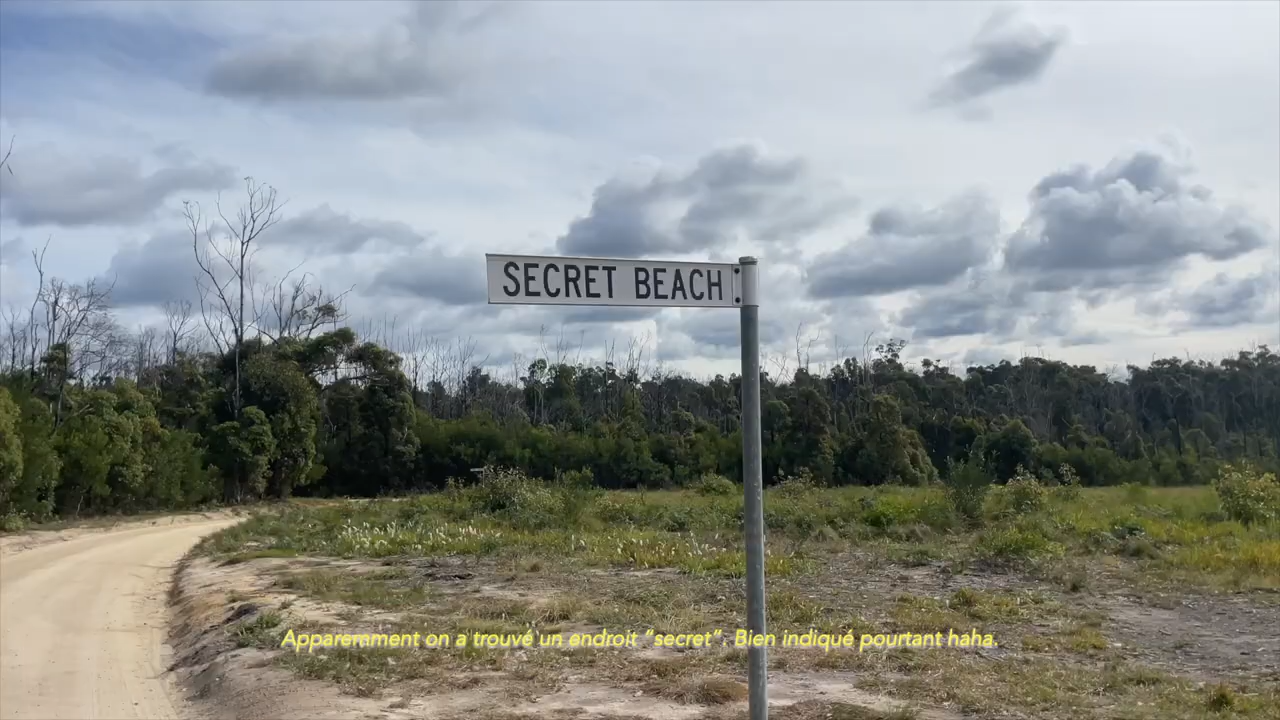 SECRET BEACH
Apparemment on a trouvé un endroit “secret”. Bien indiqué pourtant haha.